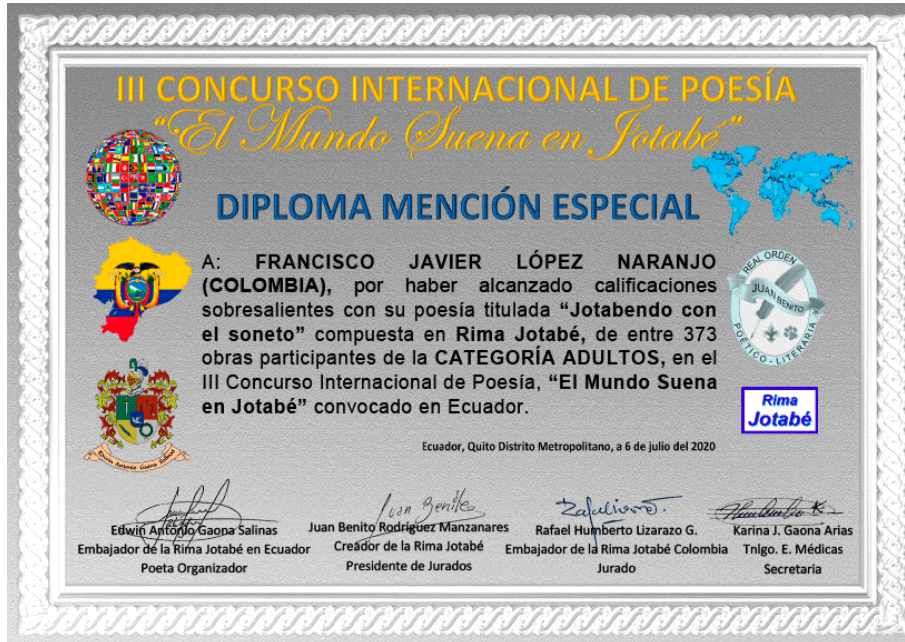 III CONCURSO INTERNACIONAL DE POESÍA
"El Mundo Suena en Jotabé"
DIPLOMA MENCIÓN ESPECIAL
A: FRANCISCO JAVIER LÓPEZ NARANJO
(COLOMBIA), por haber alcanzado calificaciones
sobresalientes con su poesía titulada "Jotabendo con
el soneto" compuesta en Rima Jotabé, de entre 373
obras participantes de la CATEGORÍA ADULTOS, en el
III Concurso Internacional de Poesía, "El Mundo Suena
en Jotabé" convocado en Ecuador.
REAL ORDEN
JUAN BENITO
POÉTICO - LITERARIA
Rima
Jotabé
Edwin Antonio Gaona Salinas
Ecuador, Quito Distrito Metropolitano, a 6 de julio del 2020
Juan Benito
Edwin Antonio Gaona Salinas
Embajador de la Rima Jotabé en Ecuador
Poeta Organizador
Juan Benito Rodríguez Manzanares
Creador de la Rima Jotabé
Presidente de Jurados
Rafael Humberto Lizarazo G.
Embajador de la Rima Jotabé Colombia
Jurado
Karina J. Gaona Arias
Tnlgo. E. Médicas
Secretaria